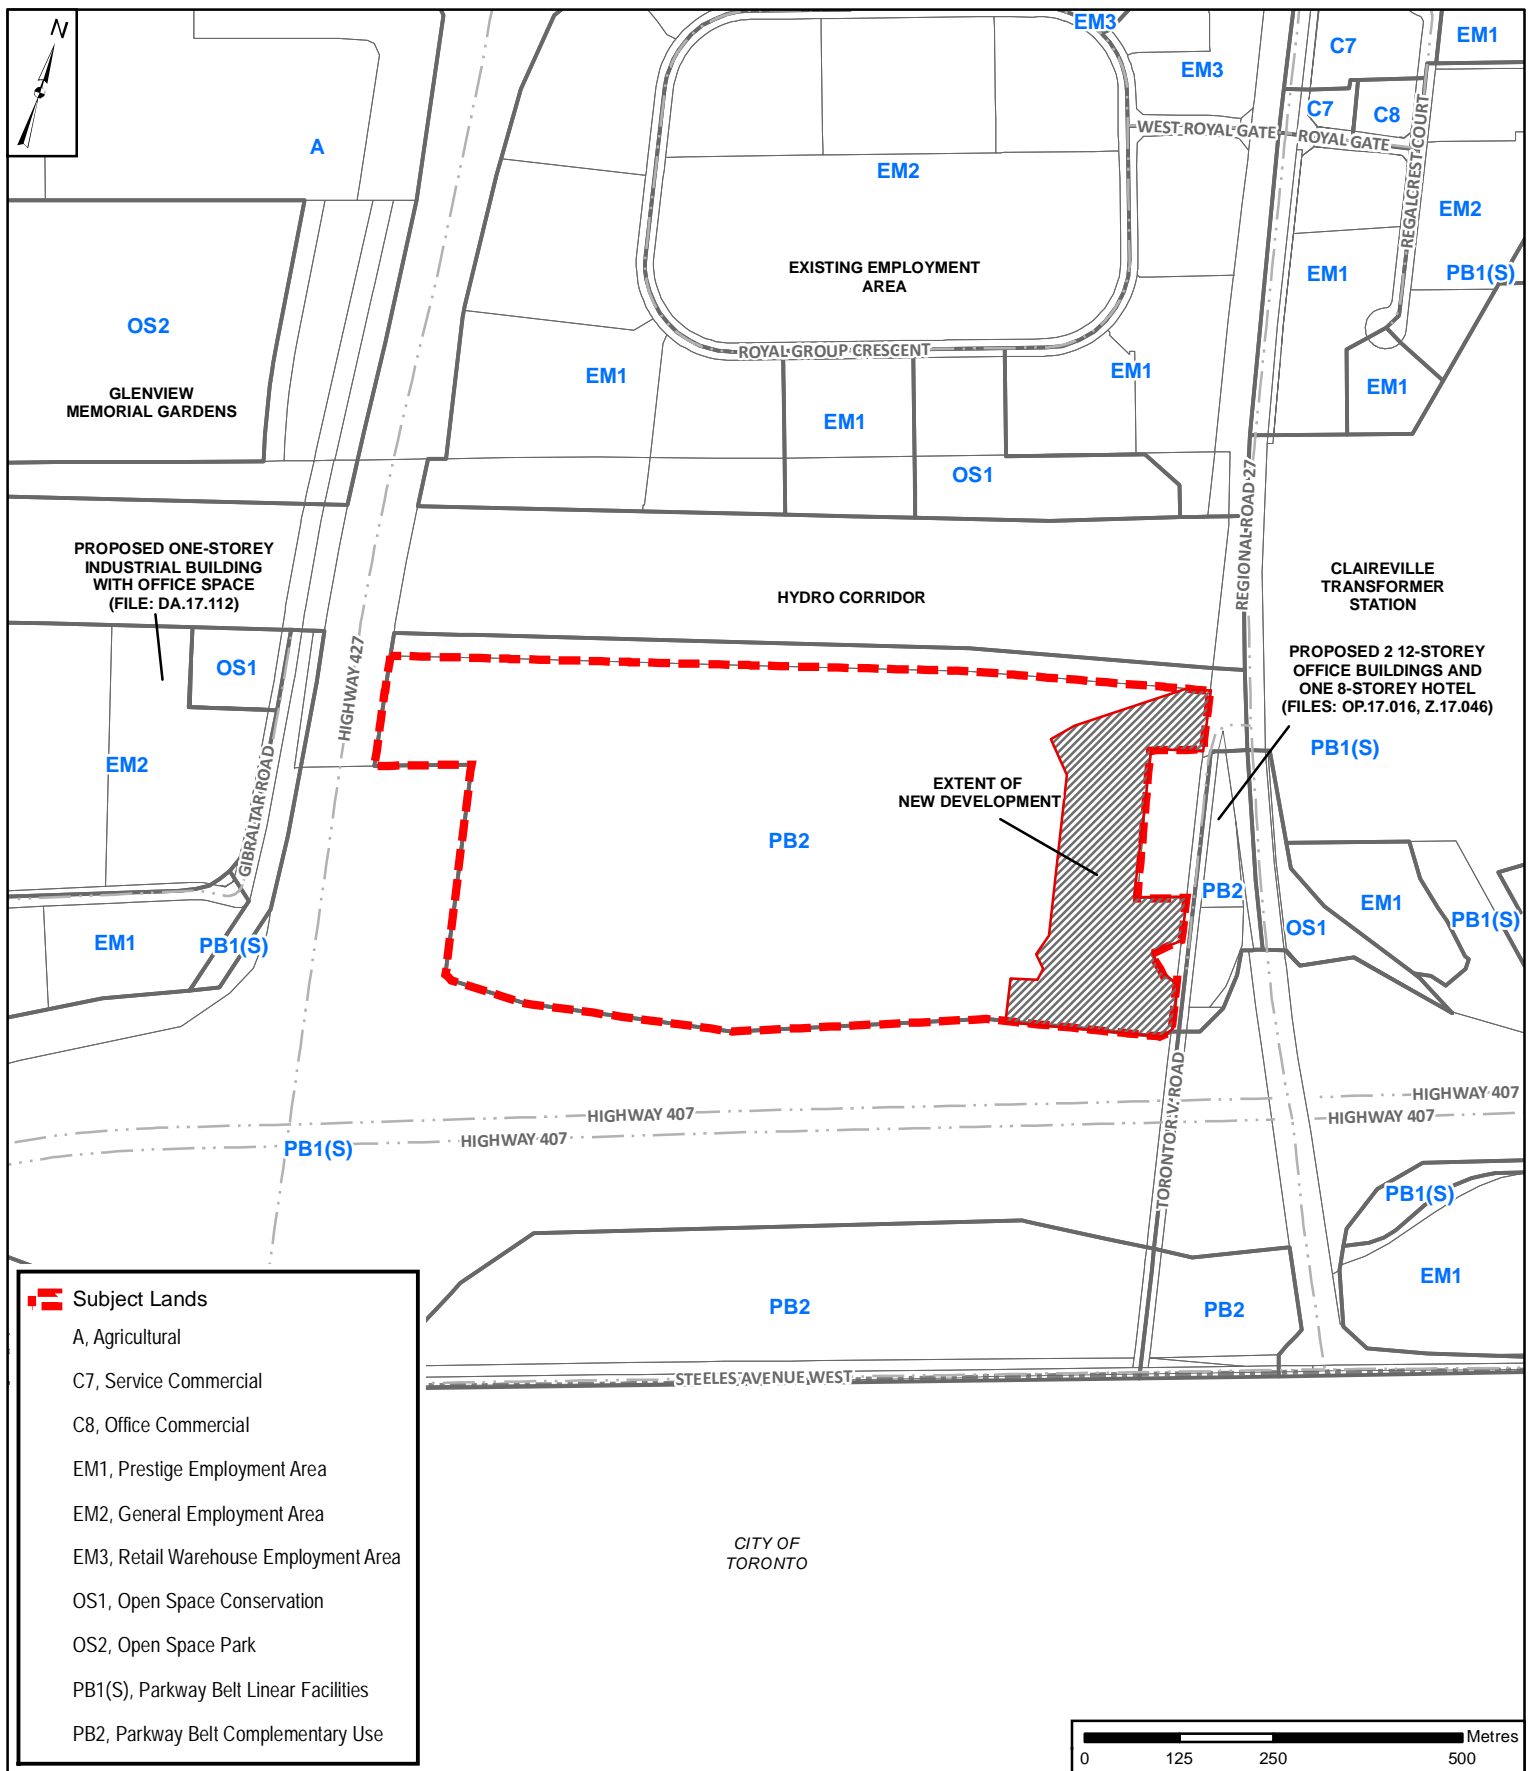 N
EM3
C7
EM1
EM3
C7
C8
A
WEST ROYAL GATE
ROYAL GATE
REGALCREST COURT
EM2
EM2
EXISTING EMPLOYMENT
AREA
EM1
PB1(S)
OS2
ROYAL GROUP CRESCENT
GLENVIEW
MEMORIAL GARDENS
EM1
EM1
EM1
EM1
OS1
REGIONAL ROAD 27
PROPOSED ONE-STOREY
INDUSTRIAL BUILDING
WITH OFFICE SPACE
(FILE: DA.17.112)
HYDRO CORRIDOR
CLAIREVILLE
TRANSFORMER
STATION
OS1
HIGHWAY 427
PROPOSED 2 12-STOREY
OFFICE BUILDINGS AND
ONE 8-STOREY HOTEL
(FILES: OP.17.016, Z.17.046)
EM2
GIBRALTAR ROAD
PB1(S)
EXTENT OF
NEW DEVELOPMENT
PB2
PB2
EM1
PB1(S)
OS1
EM1
PB1(S)
HIGHWAY 407
HIGHWAY 407
HIGHWAY 407
HIGHWAY 407
PB1(S)
TORONTO R.V. ROAD
PB1(S)
EM1
PB2
PB2
STEELES AVENUE WEST
CITY OF
TORONTO
Subject Lands
A, Agricultural
C7, Service Commercial
C8, Office Commercial
EM1, Prestige Employment Area
EM2, General Employment Area
EM3, Retail Warehouse Employment Area
OS1, Open Space Conservation
OS2, Open Space Park
PB1(S), Parkway Belt Linear Facilities
PB2, Parkway Belt Complementary Use
Metres
0 125 250 500